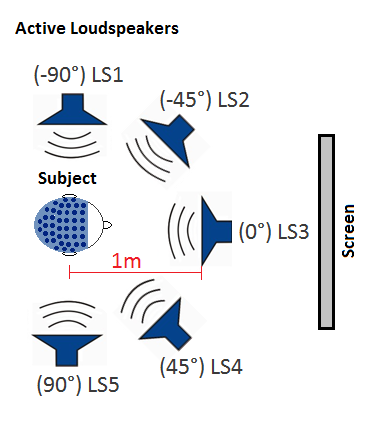 Active Loudspeakers
(-90°) LS1
(-45°) LS2
Subject
(0°) LS3
Screen
1m
(45°) LS4
(90°) LS5